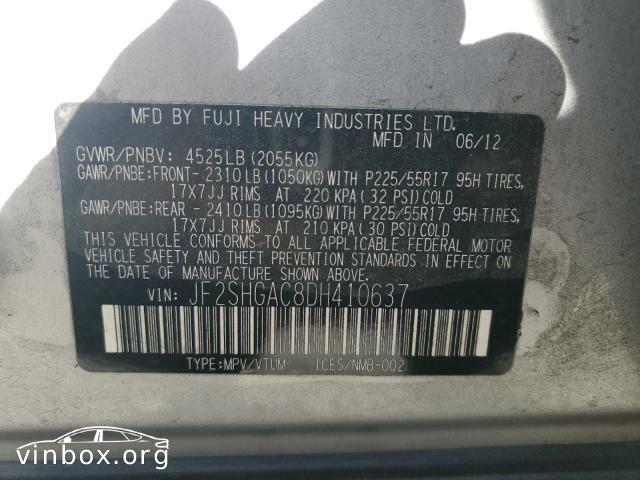 MFD BY FUJI HEAVY INDUSTRIES LTD.
MFD IN 06/12
GVWR/PNBV: 4525LB (2055KG)
GAWR/PNBE:FRONT- 2310LB(1050KG)WITH P225/55R17 95H TIRES,
17X7JJ RIMS AT 220 KPA(32 PSI)COLD
GAWR/PNBE:REAR - 2410LB(1095KG)WITH P225/55R17 95H TIRES,
17X7JJ RIMS AT 210 KPA(30 PSI)COLD
THIS VEHICLE CONFORMS TO ALL APPLICABLE FEDERAL MOTOR
VEHICLE SAFETY AND THEFT PREVENTION STANDARDS IN EFFECT
ON THE DATE OF MANUFACTURE SHOWN ABOVE.
VIN: JF2SHGAC8DH410637
TYPE:MPV/VTUM ICES/NMB-002
vinbox.org